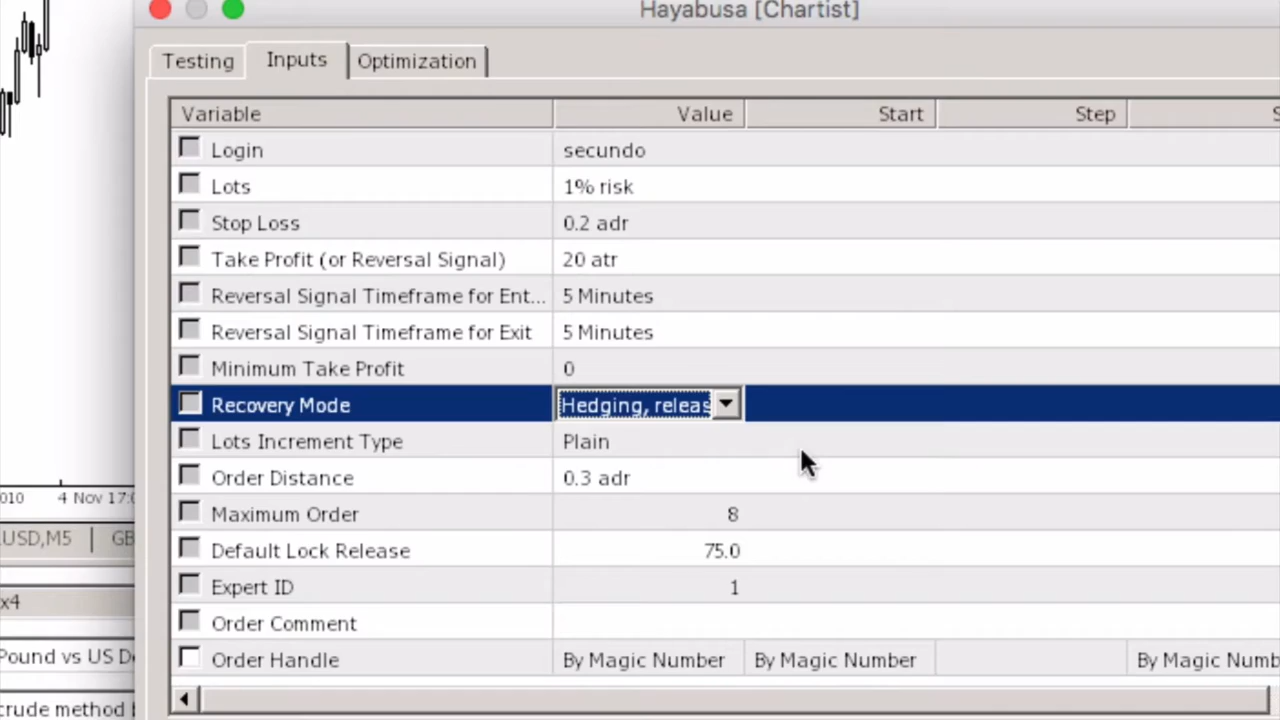 Hayabusa [Chartist]
Testing Inputs Optimization
Variable Value Start Step S
Login secundo
Lots 1% risk
Stop Loss 0.2 adr
Take Profit (or Reversal Signal) 20 atr
Reversal Signal Timeframe for Ent... 5 Minutes
Reversal Signal Timeframe for Exit 5 Minutes
Minimum Take Profit 0
Recovery Mode Hedging, releas
Lots Increment Type Plain
Order Distance 0.3 adr
Maximum Order 8
Default Lock Release 75.0
Expert ID 1
Order Comment
Order Handle By Magic Number By Magic Number By Magic Numb
010 4 Nov 17:0
USD,M5 GB
x4
Pound vs US D
crude method